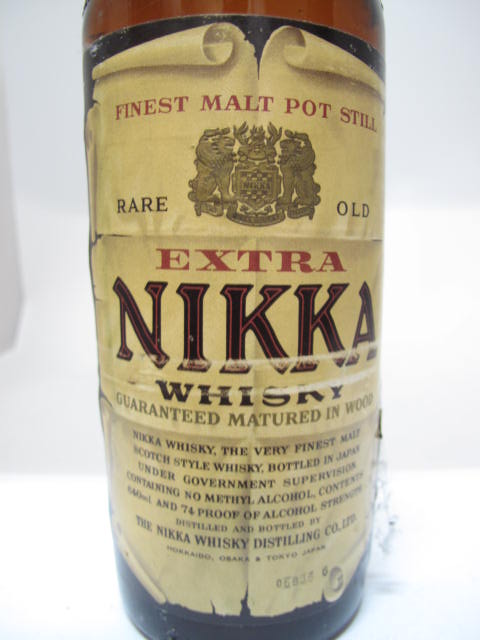 FINEST MALT POT STILL
NIKKA
RARE OLD
EXTRA
NIKKA
WHISKY
GUARANTEED MATURED IN WOOD
NIKKA WHISKY, THE VERY FINEST MALT
SCOTCH STYLE WHISKY, BOTTLED IN JAPAN
UNDER GOVERNMENT SUPERVISION
CONTAINING NO METHYL ALCOHOL, CONTENTS
640ml AND 74 PROOF OF ALCOHOL STRENGTH
DISTILLED AND BOTTLED BY
THE NIKKA WHISKY DISTILLING CO., LTD.
HOKKAIDO, OSAKA & TOKYO JAPAN